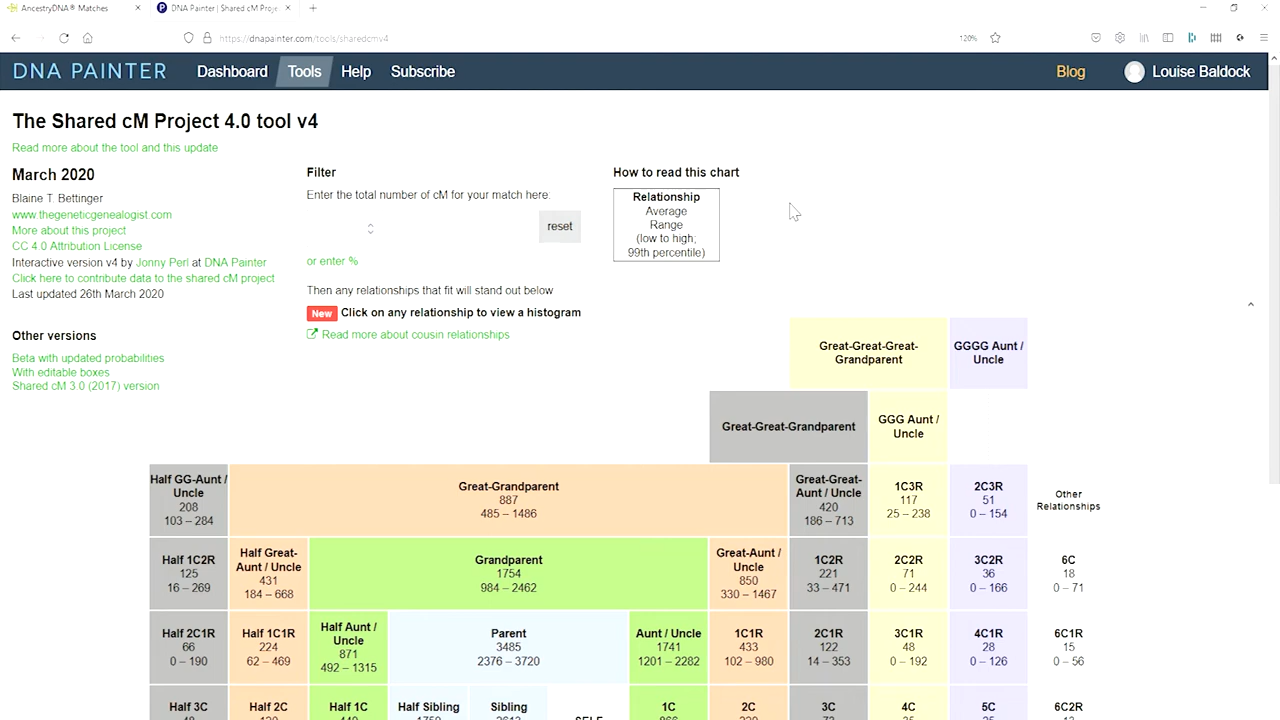 AncestryDNA® Matches
DNA Painter | Shared cM Proje
https://dnapainter.com/tools/sharedcmv4
120%
DNA PAINTER
Dashboard
Tools
Help
Subscribe
Blog
Louise Baldock
The Shared cM Project 4.0 tool v4
Read more about the tool and this update
March 2020
Blaine T. Bettinger
www.thegeneticgenealogist.com
More about this project
CC 4.0 Attribution License
Interactive version v4 by Jonny Perl at DNA Painter
Click here to contribute data to the shared cM project
Last updated 26th March 2020
Other versions
Beta with updated probabilities
With editable boxes
Shared cM 3.0 (2017) version
Filter
Enter the total number of cM for your match here:
reset
or enter %
Then any relationships that fit will stand out below
New Click on any relationship to view a histogram
Read more about cousin relationships
How to read this chart
Relationship
Average
Range
(low to high;
99th percentile)
Great-Great-Great-
Grandparent
GGGG Aunt /
Uncle
Great-Great-Grandparent
GGG Aunt /
Uncle
Half GG-Aunt /
Uncle
208
103 – 284
Great-Grandparent
887
485 – 1486
Great-Great-
Aunt / Uncle
420
186 – 713
1C3R
117
25 – 238
2C3R
51
0 – 154
Other
Relationships
Half 1C2R
125
16 – 269
Half Great-
Aunt / Uncle
431
184 – 668
Grandparent
1754
984 – 2462
Great-Aunt /
Uncle
850
330 – 1467
1C2R
221
33 – 471
2C2R
71
0 – 244
3C2R
36
0 – 166
6C
18
0 – 71
Half 2C1R
66
0 – 190
Half 1C1R
224
62 – 469
Half Aunt /
Uncle
871
492 – 1315
Parent
3485
2376 – 3720
Aunt / Uncle
1741
1201 – 2282
1C1R
433
102 – 980
2C1R
122
14 – 353
3C1R
48
0 – 192
4C1R
28
0 – 126
6C1R
15
0 – 56
Half 3C
Half 2C
Half 1C
Half Sibling
Sibling
SELF
1C
2C
3C
4C
5C
6C2R